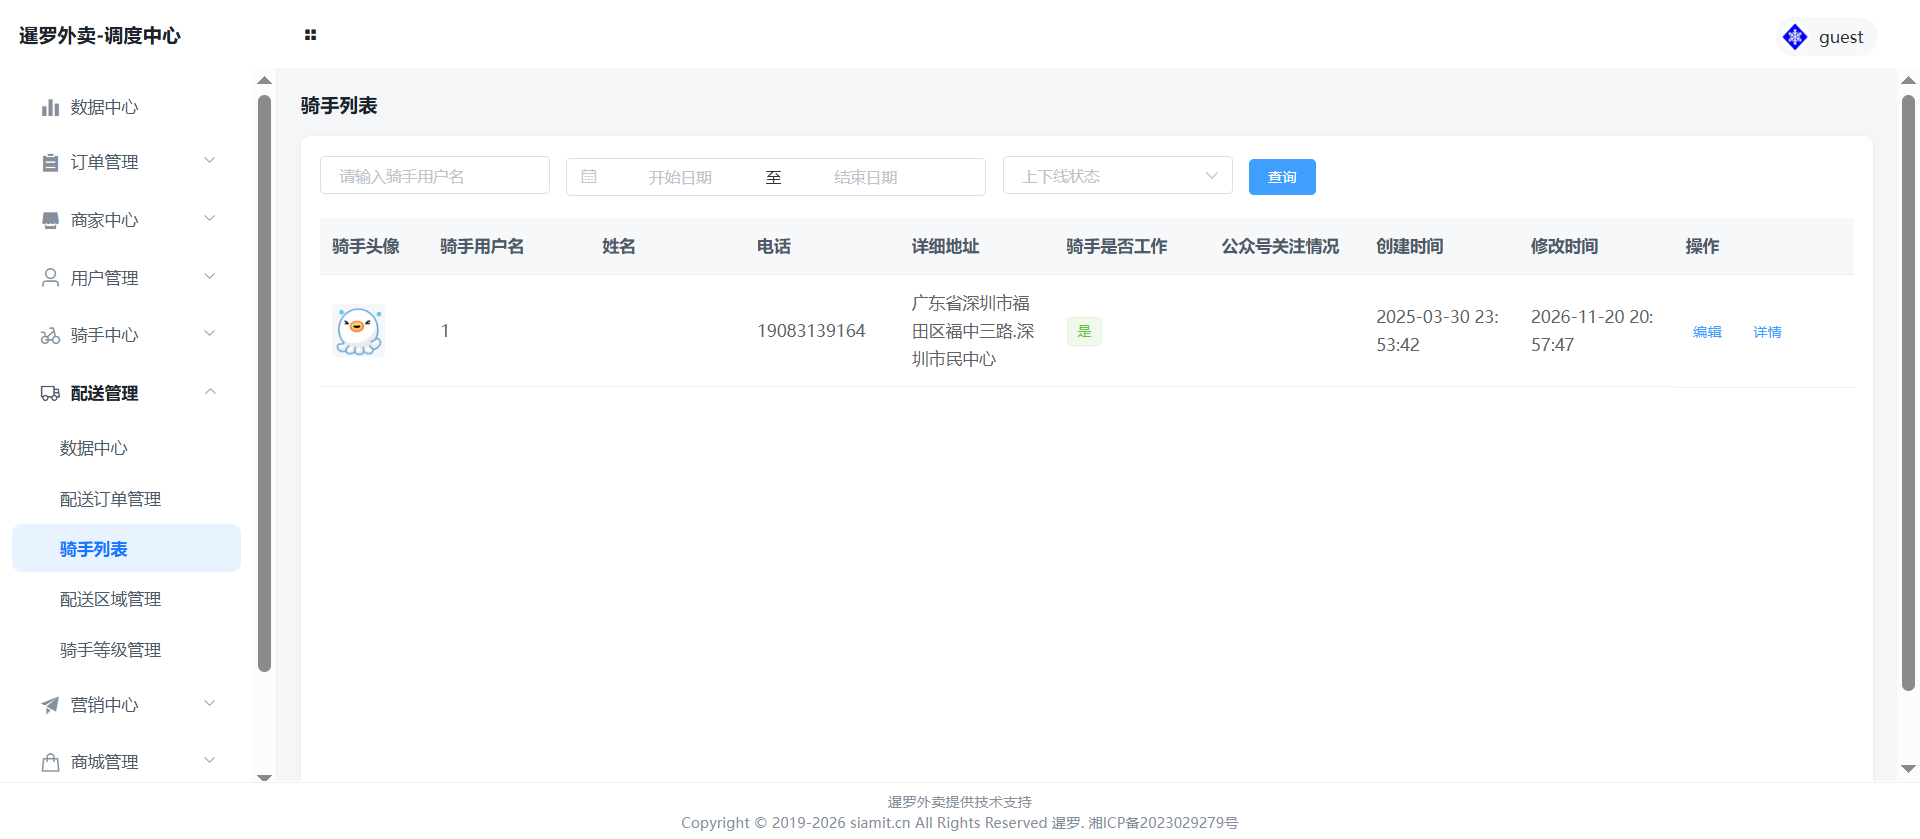 暹罗外卖-调度中心
guest
数据中心
订单管理
商家中心
用户管理
骑手中心
配送管理
数据中心
配送订单管理
骑手列表
配送区域管理
骑手等级管理
营销中心
商城管理
骑手列表
请输入骑手用户名 开始日期 至 结束日期 上下线状态 查询
骑手头像 骑手用户名 姓名 电话 详细地址 骑手是否工作 公众号关注情况 创建时间 修改时间 操作
1 19083139164
广东省深圳市福
田区福中三路.深
圳市民中心
是
2025-03-30 23:
53:42
2026-11-20 20:
57:47
编辑 详情
暹罗外卖提供技术支持
Copyright © 2019-2026 siamit.cn All Rights Reserved 暹罗. 湘ICP备2023029279号